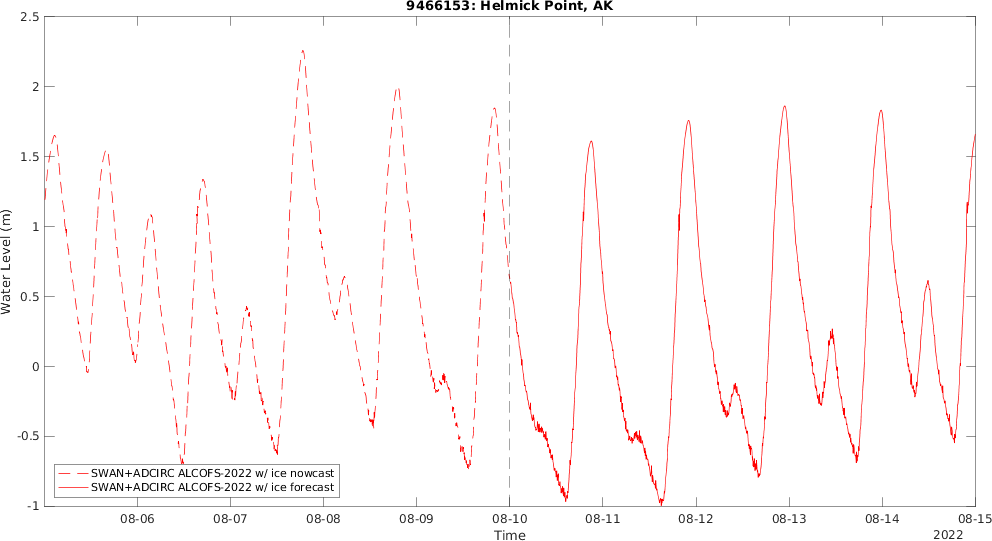 9466153: Helmick Point, AK
2.5
2
1.5
1
0.5
0
-0.5
-1
Water Level (m)
SWAN+ADCIRC ALCOFS-2022 w/ ice nowcast
SWAN+ADCIRC ALCOFS-2022 w/ ice forecast
08-06 08-07 08-08 08-09 08-10 08-11 08-12 08-13 08-14 08-15
Time
2022